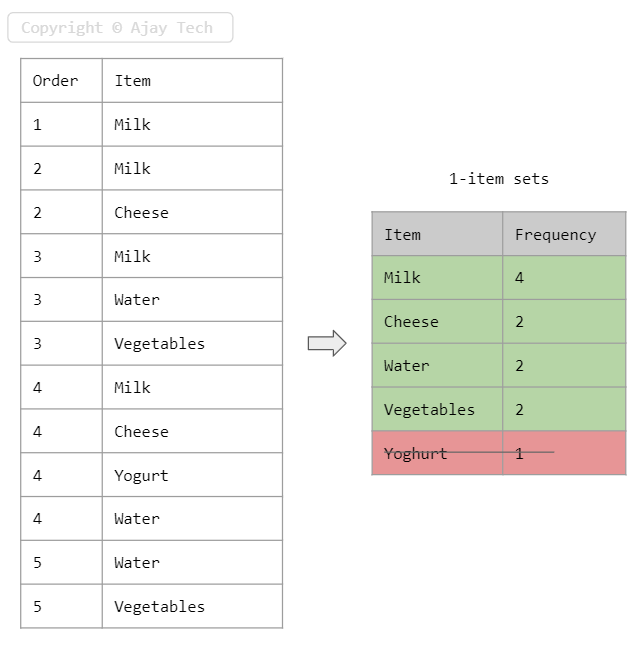 Copyright © Ajay Tech
Order Item
1 Milk
2 Milk
2 Cheese
3 Milk
3 Water
3 Vegetables
4 Milk
4 Cheese
4 Yogurt
4 Water
5 Water
5 Vegetables
1-item sets
Item Frequency
Milk 4
Cheese 2
Water 2
Vegetables 2
Yoghurt 1